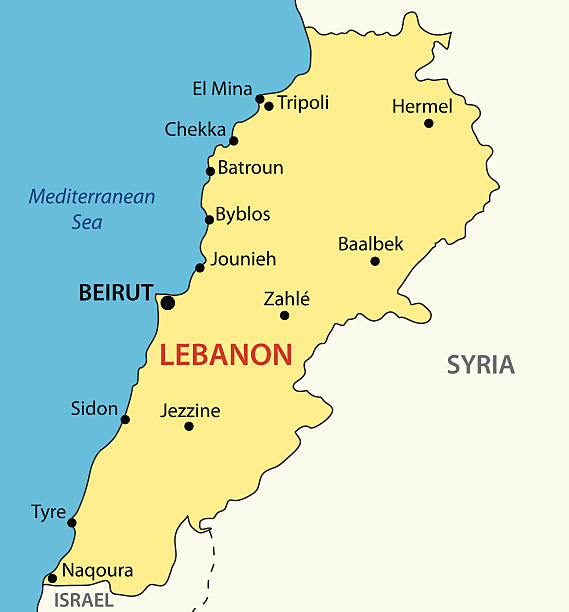 El Mina
Tripoli
Hermel
Chekka
Batroun
Mediterranean
Sea
Byblos
Baalbek
Jounieh
BEIRUT
Zahlé
LEBANON
SYRIA
Sidon
Jezzine
Tyre
Naqoura
ISRAEL